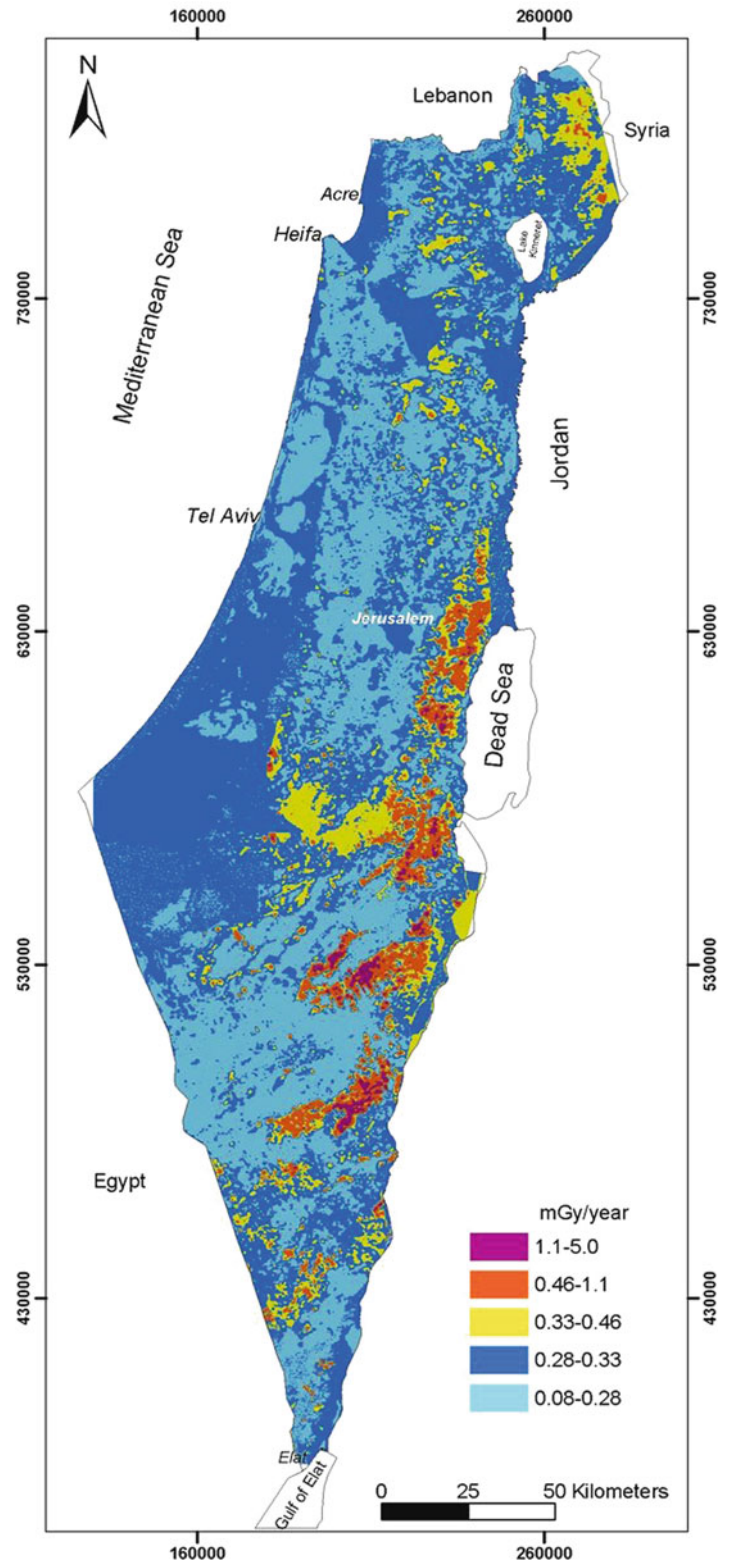 160000
260000
N
Lebanon
Syria
Acre
Heifa
Lake
Kinneret
Mediterranean Sea
730000
730000
Jordan
Tel Aviv
Jerusalem
630000
630000
Dead Sea
530000
530000
Egypt
mGy/year
1.1-5.0
0.46-1.1
0.33-0.46
0.28-0.33
0.08-0.28
430000
430000
Elat
Gulf of Elat
0 25 50 Kilometers
160000
260000